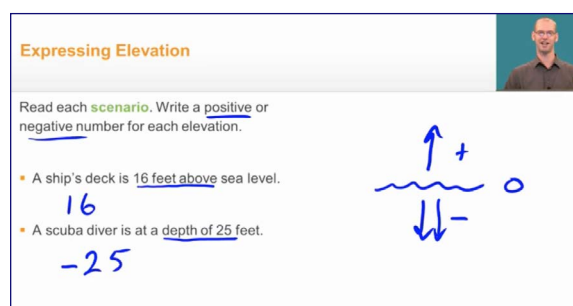 Expressing Elevation
Read each scenario. Write a positive or
negative number for each elevation.
▪ A ship's deck is 16 feet above sea level.
16
▪ A scuba diver is at a depth of 25 feet.
-25
+
0
-